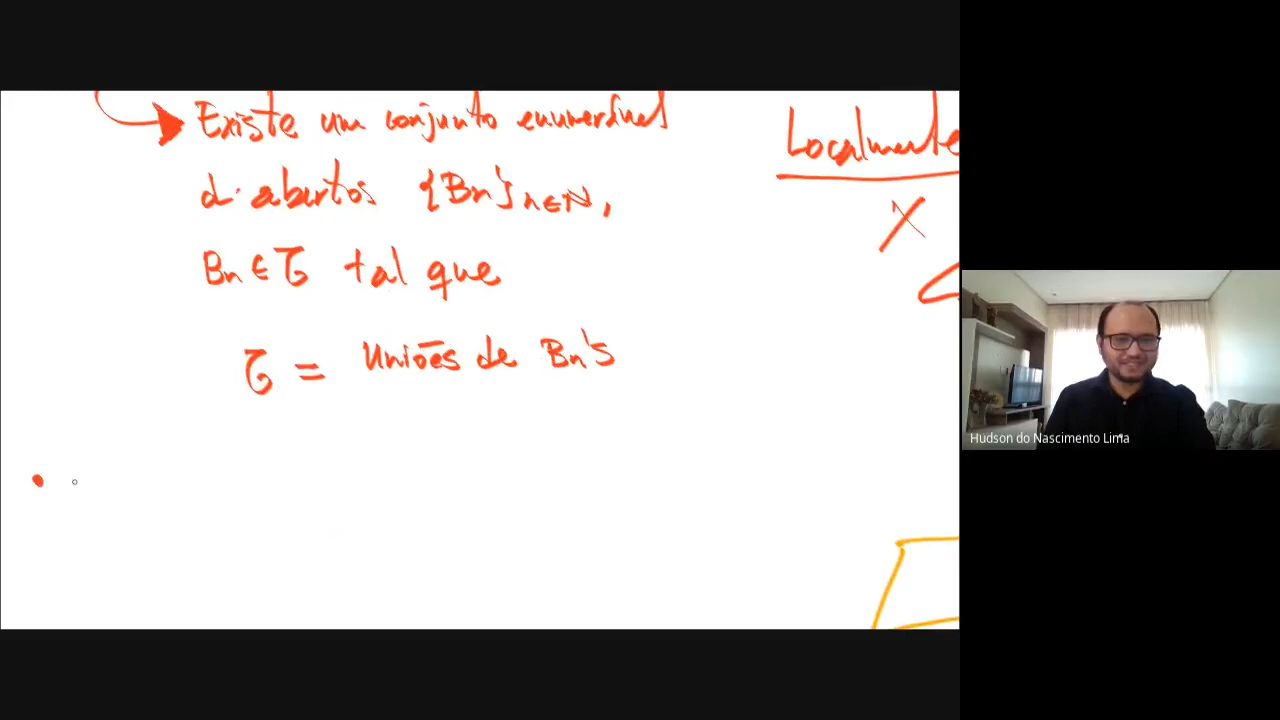 Existe um conjunto enumerável
de abertos {Bn's}n∈ℕ,
Bn ∈ τ tal que
τ = Uniões de Bn's
Localmente
X
Hudson do Nascimento Lima